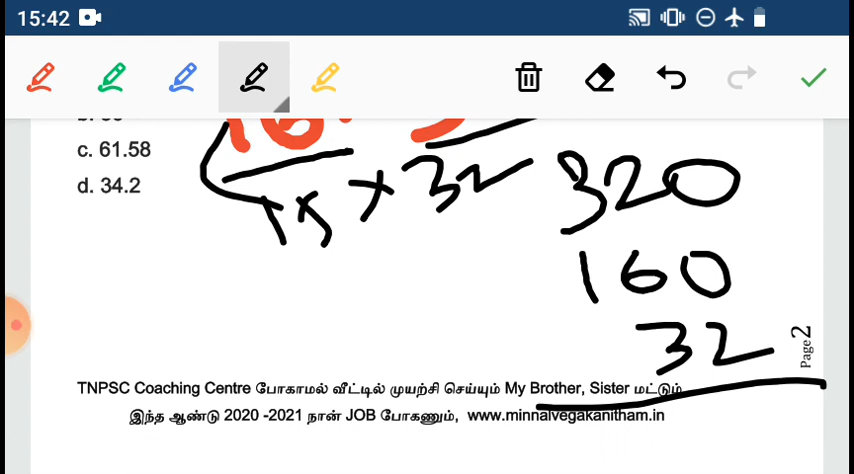 15:42
c. 61.58
d. 34.2
15 x 32
320
160
32
Page 2
TNPSC Coaching Centre போகாமல் வீட்டில் முயற்சி செய்யும் My Brother, Sister மட்டும்
இந்த ஆண்டு 2020 -2021 நான் JOB போகணும், www.minnalvegakanitham.in